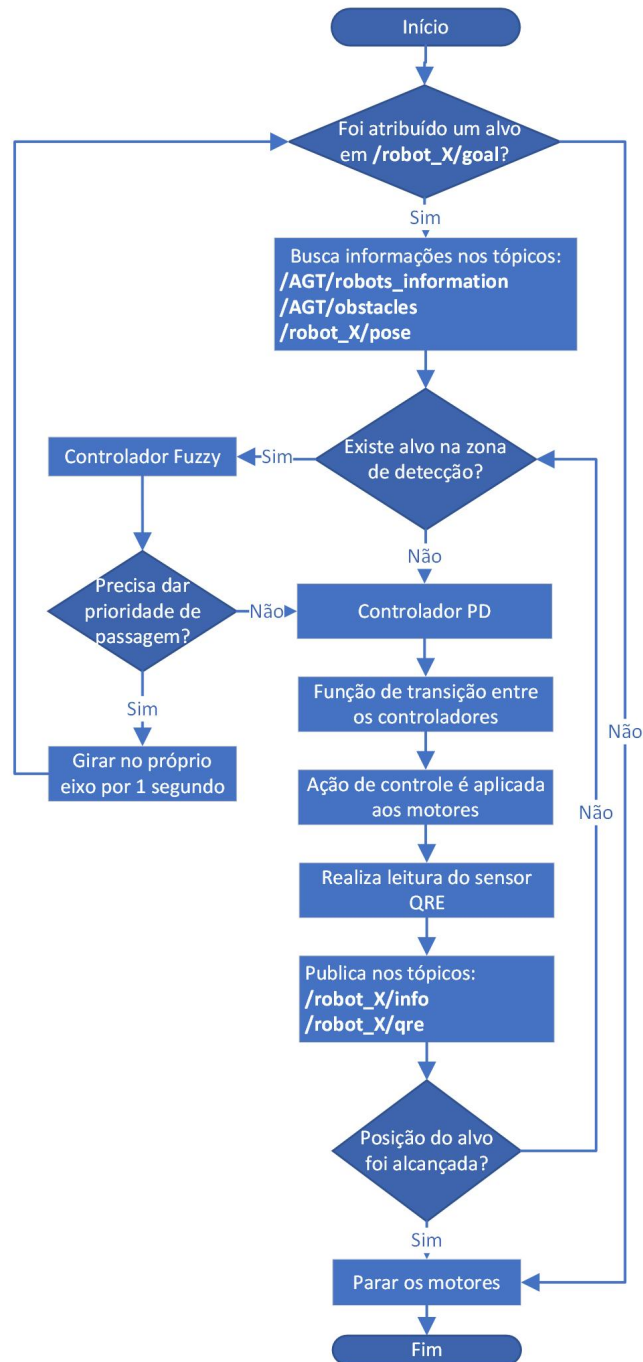 Início
Foi atribuído um alvo
em /robot_X/goal?
Sim
Busca informações nos tópicos:
/AGT/robots_information
/AGT/obstacles
/robot_X/pose
Existe alvo na zona
de detecção?
Sim
Controlador Fuzzy
Não
Precisa dar
prioridade de
passagem?
Não
Controlador PD
Sim
Girar no próprio
eixo por 1 segundo
Função de transição entre
os controladores
Não
Ação de controle é aplicada
aos motores
Não
Realiza leitura do sensor
QRE
Publica nos tópicos:
/robot_X/info
/robot_X/qre
Posição do alvo
foi alcançada?
Sim
Parar os motores
Fim